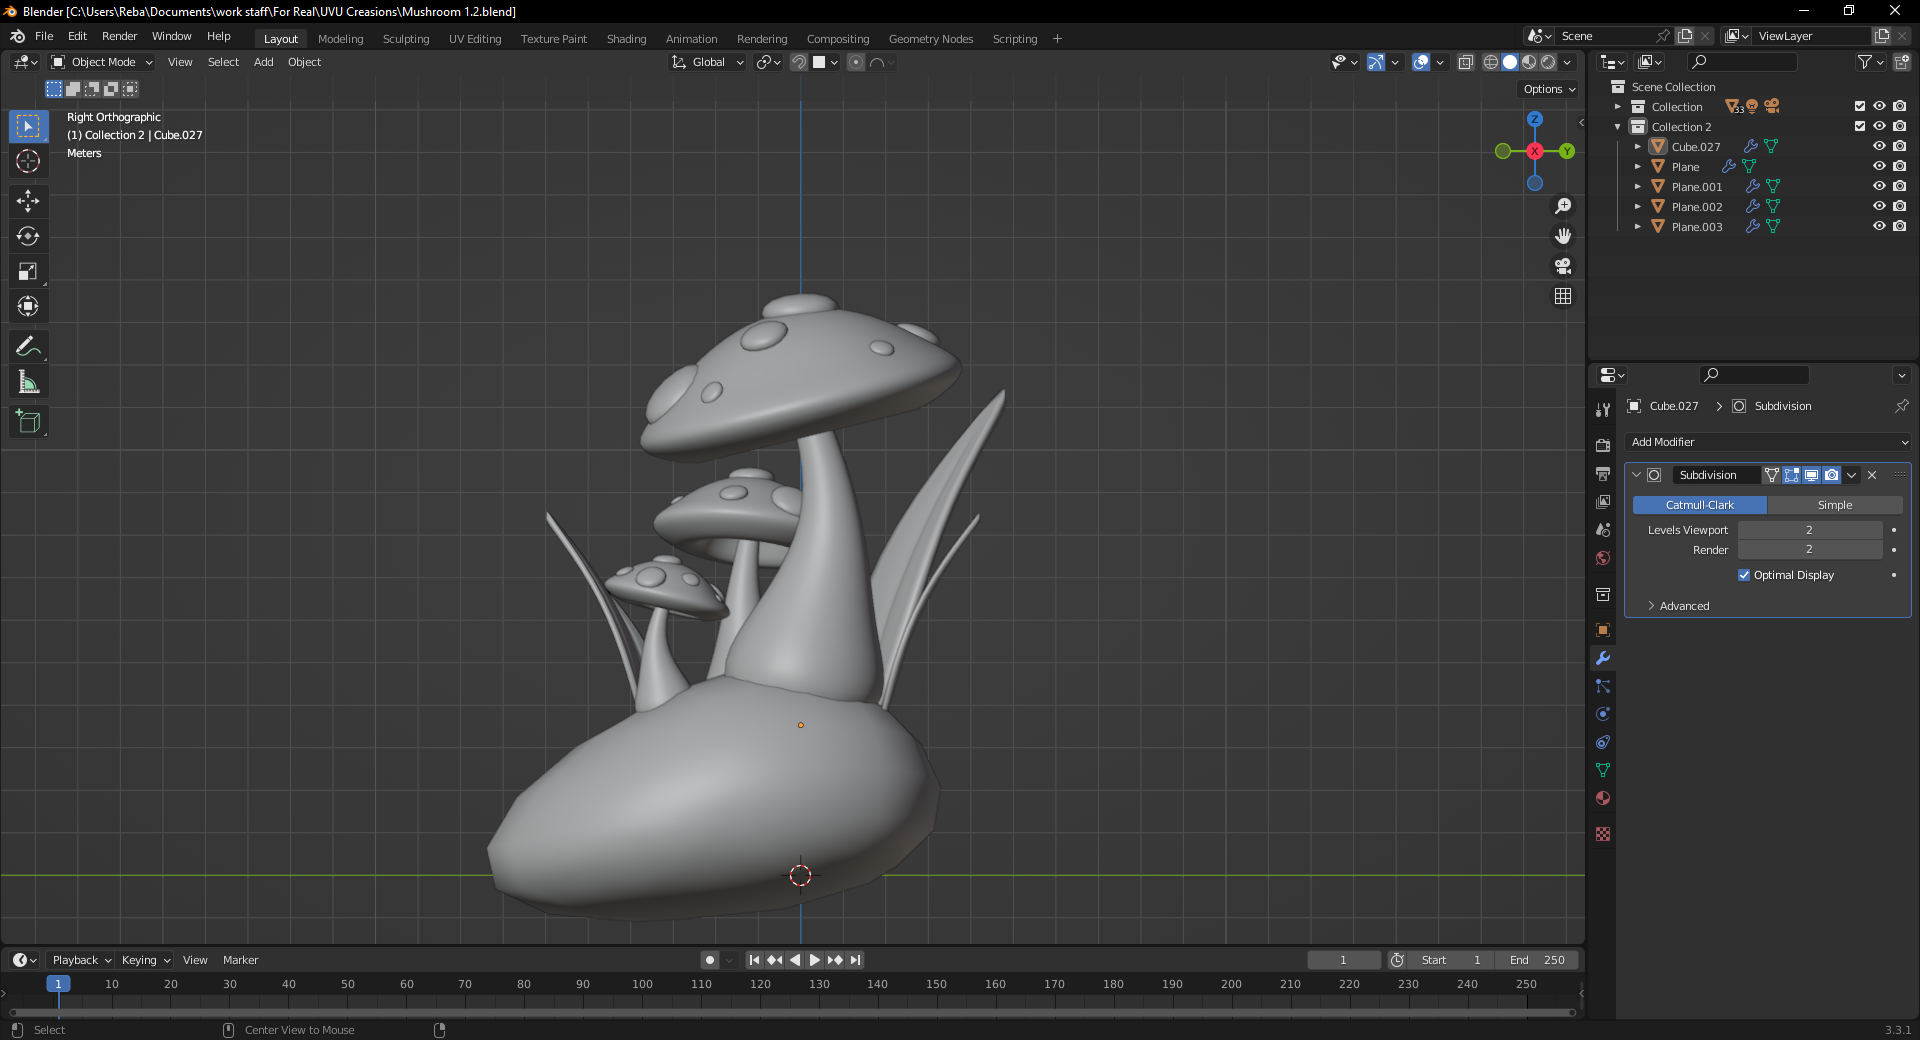 Blender [C:\Users\Reba\Documents\work staff\For Real\UVU Creasions\Mushroom 1.2.blend]
File Edit Render Window Help Layout Modeling Sculpting UV Editing Texture Paint Shading Animation Rendering Compositing Geometry Nodes Scripting + Scene ViewLayer
Object Mode View Select Add Object Global
Options
Right Orthographic
(1) Collection 2 | Cube.027
Meters
Z
X
Y
Scene Collection
Collection 33
Collection 2
Cube.027
Plane
Plane.001
Plane.002
Plane.003
Cube.027 > Subdivision
Add Modifier
Subdivision
Catmull-Clark Simple
Levels Viewport 2
Render 2
Optimal Display
Advanced
Playback Keying View Marker 1 Start 1 End 250
1 10 20 30 40 50 60 70 80 90 100 110 120 130 140 150 160 170 180 190 200 210 220 230 240 250
Select Center View to Mouse 3.3.1